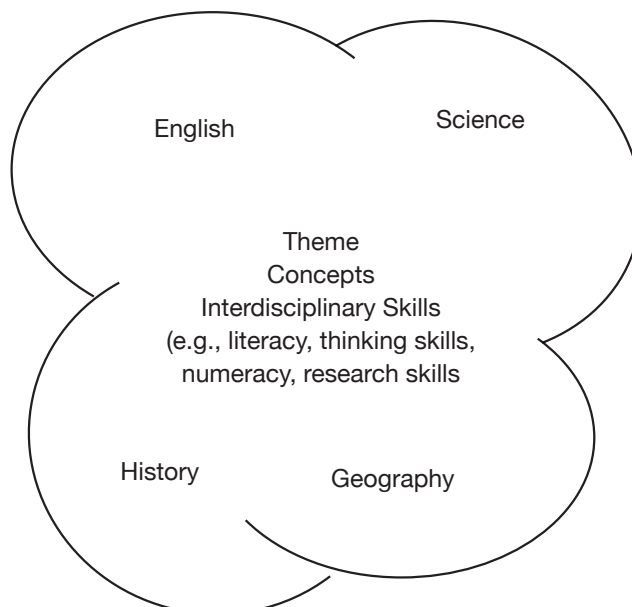 English
Science
Theme
Concepts
Interdisciplinary Skills
(e.g., literacy, thinking skills,
numeracy, research skills
History
Geography